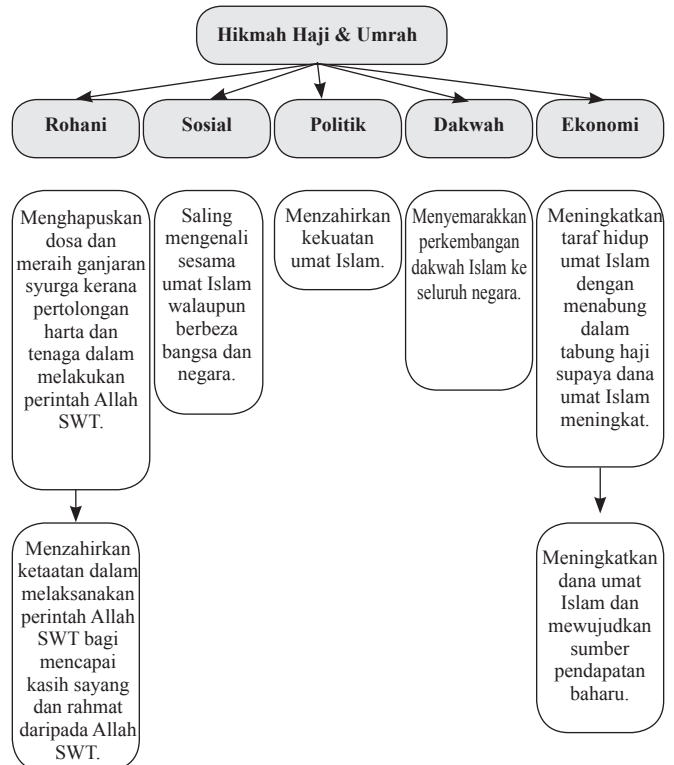 Hikmah Haji & Umrah
Rohani
Sosial
Politik
Dakwah
Ekonomi
Menghapuskan
dosa dan
meraih ganjaran
syurga kerana
pertolongan
harta dan
tenaga dalam
melakukan
perintah Allah
SWT.
Saling
mengenali
sesama
umat Islam
walaupun
berbeza
bangsa dan
negara.
Menzahirkan
kekuatan
umat Islam.
Menyemarakkan
perkembangan
dakwah Islam ke
seluruh negara.
Meningkatkan
taraf hidup
umat Islam
dengan
menabung
dalam
tabung haji
supaya dana
umat Islam
meningkat.
Menzahirkan
ketaatan dalam
melaksanakan
perintah Allah
SWT bagi
mencapai
kasih sayang
dan rahmat
daripada Allah
SWT.
Meningkatkan
dana umat
Islam dan
mewujudkan
sumber
pendapatan
baharu.